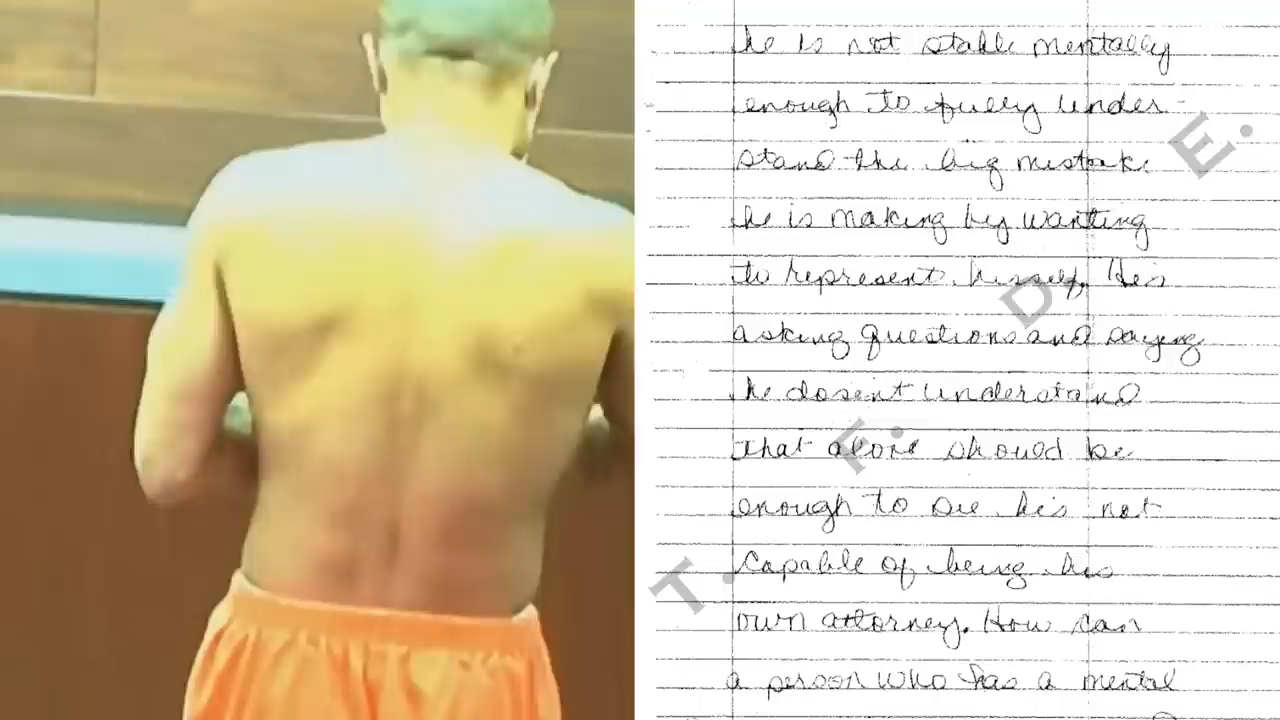 he is not stable mentally
enough to fully under-
stand the big mistake
he is making by wanting
to represent hisself. He's
asking questions and saying
he dosent understand
that alone should be
enough to see he's not
capable of being his
own attorney. How can
a person who has a mental
T. F. D. E.